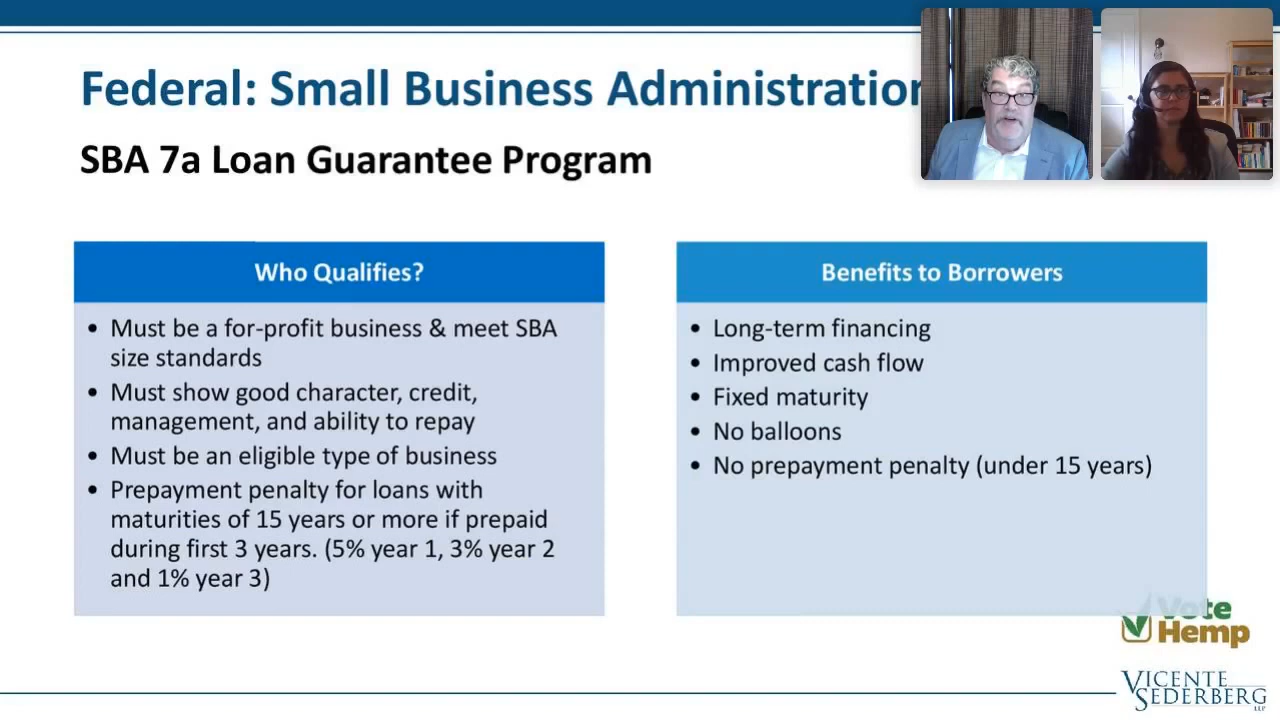 Federal: Small Business Administration
SBA 7a Loan Guarantee Program
Who Qualifies?
• Must be a for-profit business & meet SBA
size standards
• Must show good character, credit,
management, and ability to repay
• Must be an eligible type of business
• Prepayment penalty for loans with
maturities of 15 years or more if prepaid
during first 3 years. (5% year 1, 3% year 2
and 1% year 3)
Benefits to Borrowers
• Long-term financing
• Improved cash flow
• Fixed maturity
• No balloons
• No prepayment penalty (under 15 years)
Vote
Hemp
VICENTE
SEDERBERG
LLP